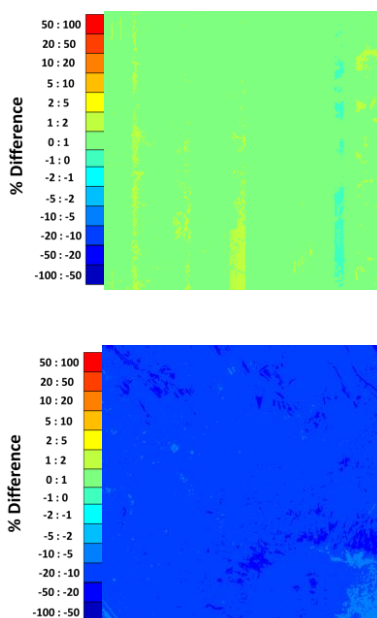 % Difference
50 : 100
20 : 50
10 : 20
5 : 10
2 : 5
1 : 2
0 : 1
-1 : 0
-2 : -1
-5 : -2
-10 : -5
-20 : -10
-50 : -20
-100 : -50
% Difference
50 : 100
20 : 50
10 : 20
5 : 10
2 : 5
1 : 2
0 : 1
-1 : 0
-2 : -1
-5 : -2
-10 : -5
-20 : -10
-50 : -20
-100 : -50